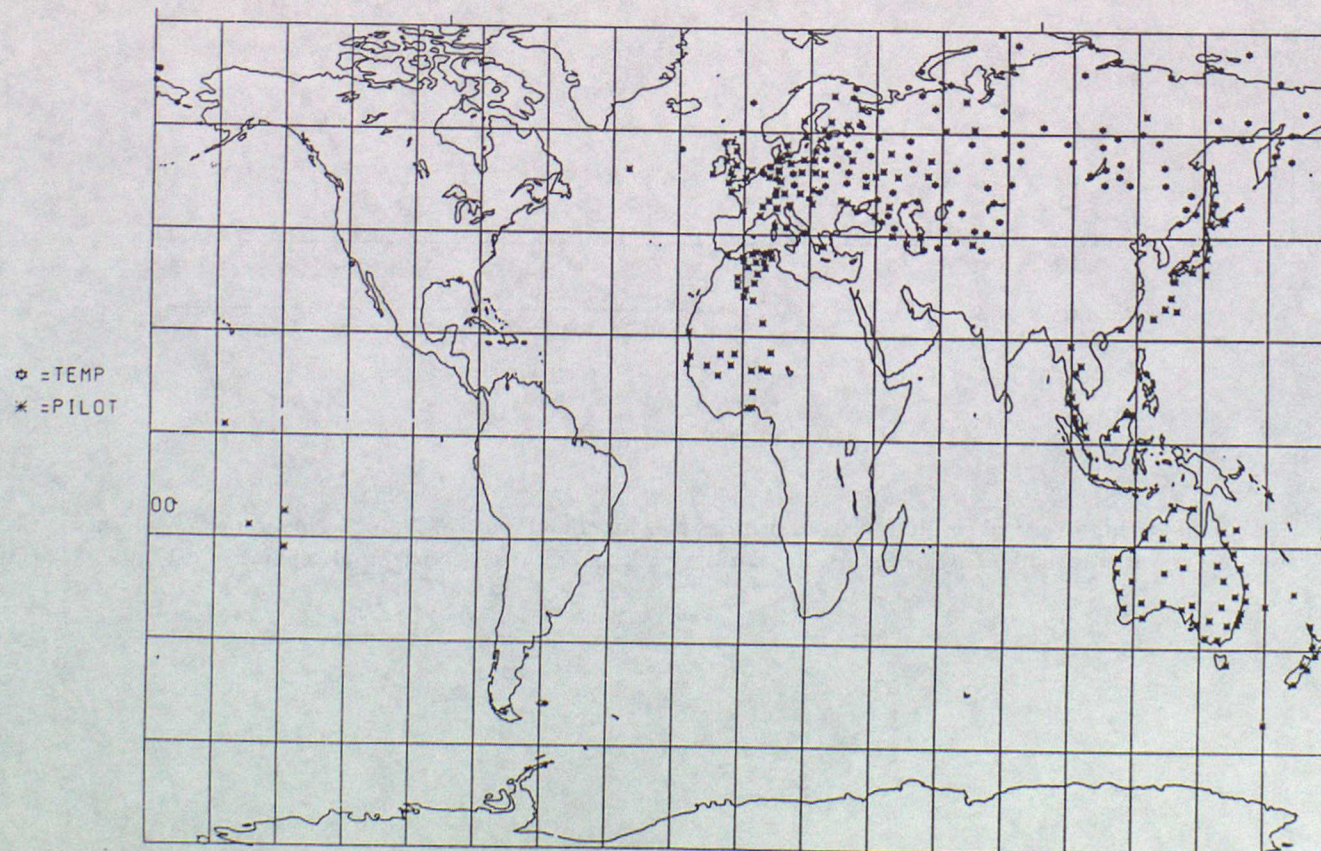 ✡ =TEMP
* =PILOT
00